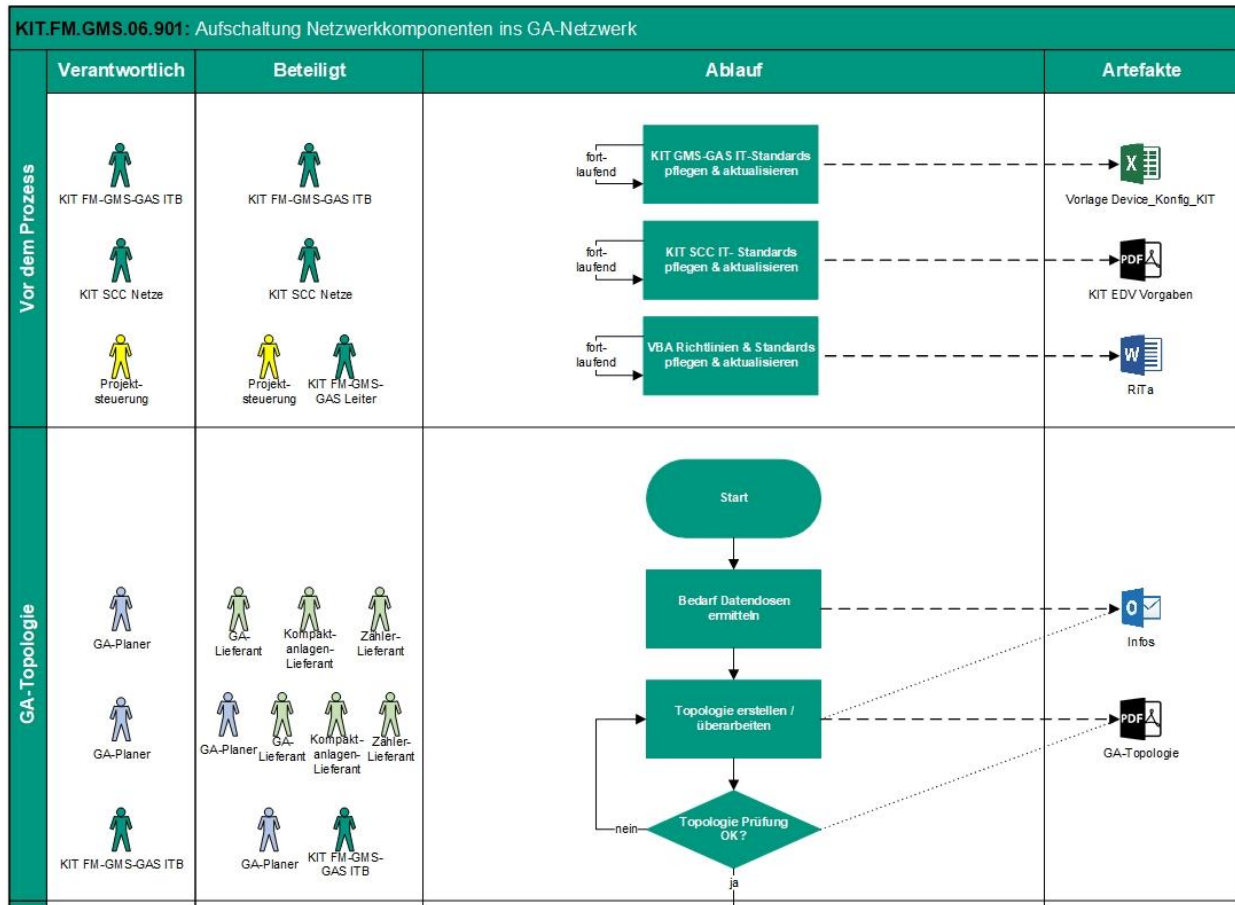 KIT.FM.GMS.06.901: Aufschaltung Netzwerkkomponenten ins GA-Netzwerk
Verantwortlich
Beteiligt
Ablauf
Artefakte
Vor dem Prozess
KIT FM-GMS-GAS ITB
KIT FM-GMS-GAS ITB
fort-
laufend
KIT GMS-GAS IT-Standards
pflegen & aktualisieren
X
Vorlage Device_Konfig_KIT
KIT SCC Netze
KIT SCC Netze
fort-
laufend
KIT SCC IT- Standards
pflegen & aktualisieren
PDF
KIT EDV Vorgaben
Projekt-
steuerung
Projekt-
steuerung
KIT FM-GMS-
GAS Leiter
fort-
laufend
VBA Richtlinien & Standards
pflegen & aktualisieren
W
RiTa
GA-Topologie
Start
GA-Planer
GA-
Lieferant
Kompakt-
anlagen-
Lieferant
Zähler-
Lieferant
Bedarf Datendosen
ermitteln
O
Infos
GA-Planer
GA-Planer
GA-
Lieferant
Kompakt-
anlagen-
Lieferant
Zähler-
Lieferant
Topologie erstellen /
überarbeiten
PDF
GA-Topologie
KIT FM-GMS-GAS ITB
GA-Planer
KIT FM-GMS-
GAS ITB
nein
Topologie Prüfung
OK?
ja